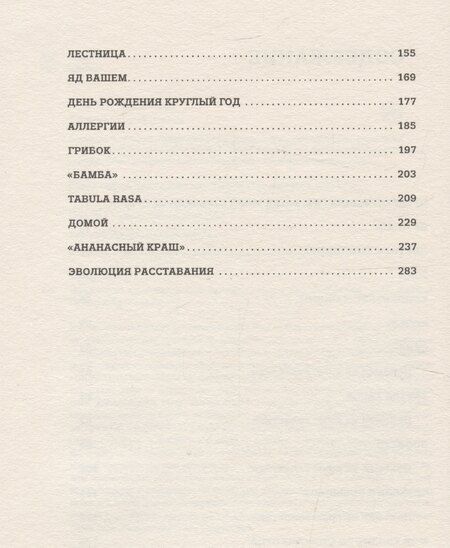 ЛЕСТНИЦА ........ 155
ЯД ВАШЕМ ........ 169
ДЕНЬ РОЖДЕНИЯ КРУГЛЫЙ ГОД ........ 177
АЛЛЕРГИИ ........ 185
ГРИБОК ........ 197
«БАМБА» ........ 203
TABULA RASA ........ 209
ДОМОЙ ........ 229
«АНАНАСНЫЙ КРАШ» ........ 237
ЭВОЛЮЦИЯ РАССТАВАНИЯ ........ 283